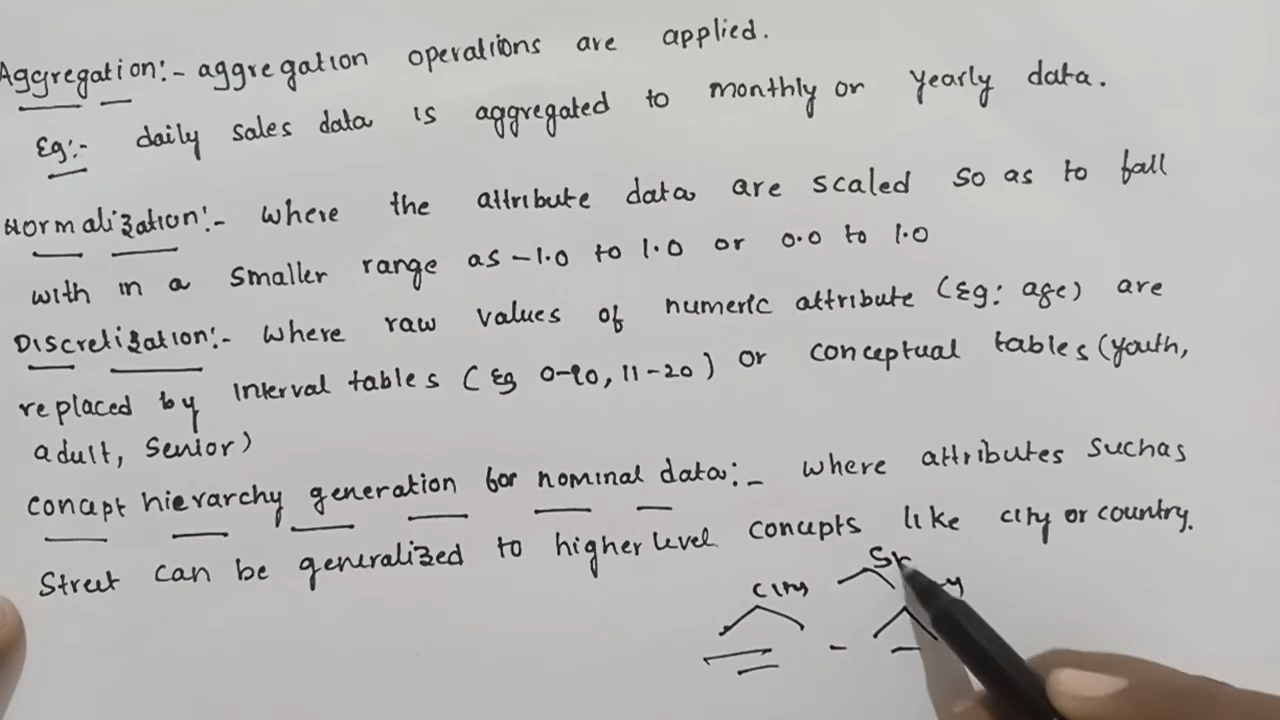 Aggregation:- aggregation operations are applied.
Eg:- daily sales data is aggregated to monthly or yearly data.
Normalization:- where the attribute data are scaled so as to fall
with in a smaller range as -1.0 to 1.0 or 0.0 to 1.0
Discretization:- where raw values of numeric attribute (Eg: age) are
replaced by interval tables (Eg 0-10, 11-20) or conceptual tables (youth,
adult, senior)
concept hierarchy generation for nominal data:- where attributes suchas
street can be generalized to higher level concepts like city or country.
city